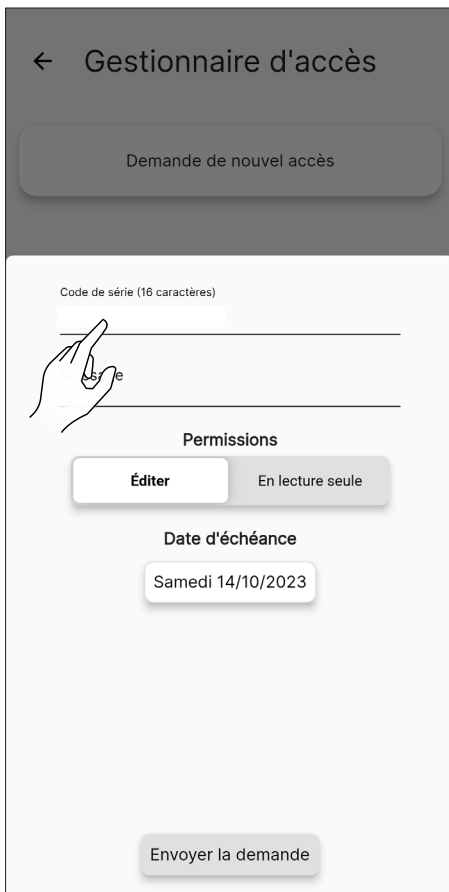 Gestionnaire d'accès
Demande de nouvel accès
Code de série (16 caractères)
Permissions
Éditer
En lecture seule
Date d'échéance
Samedi 14/10/2023
Envoyer la demande